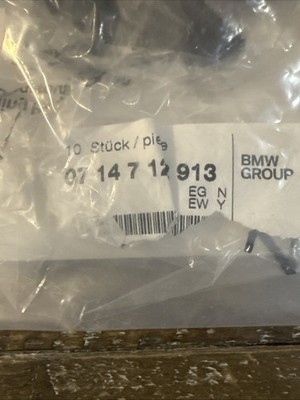 10 Stück / pie
07 14 7 12 913
EG N
EW Y
BMW
GROUP